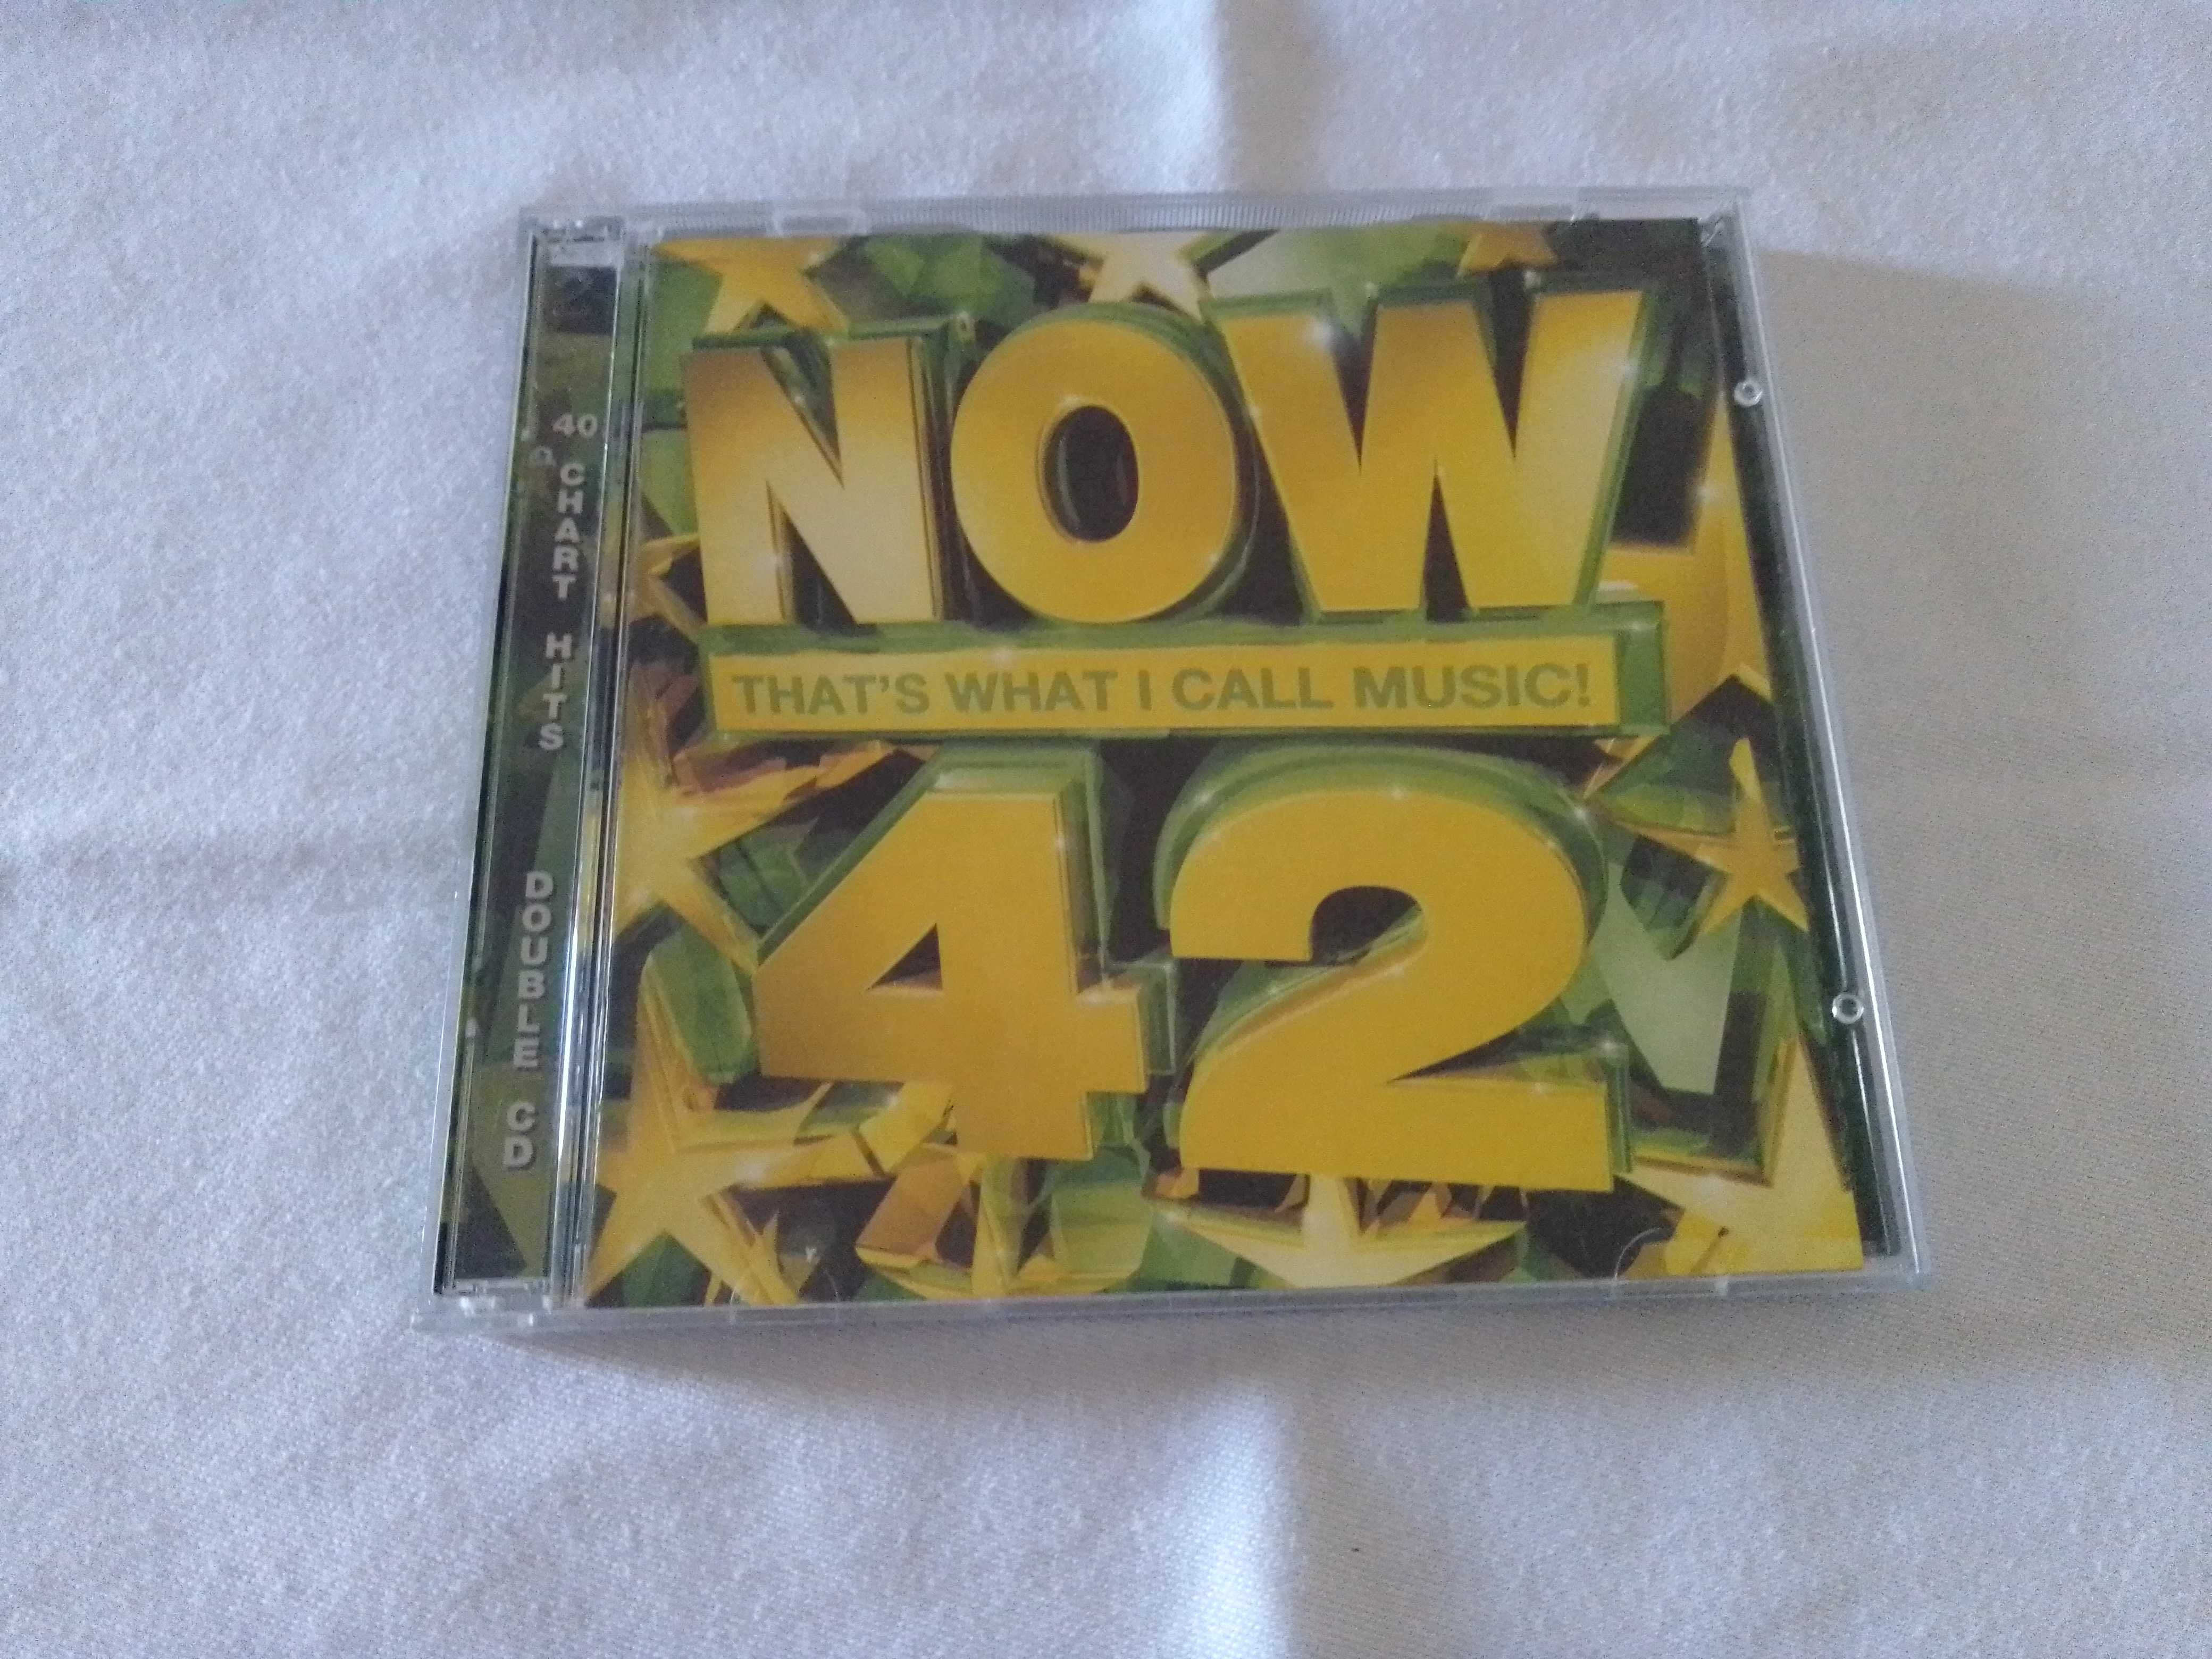 NOW
THAT'S WHAT I CALL MUSIC!
42
40 CHART HITS DOUBLE CD